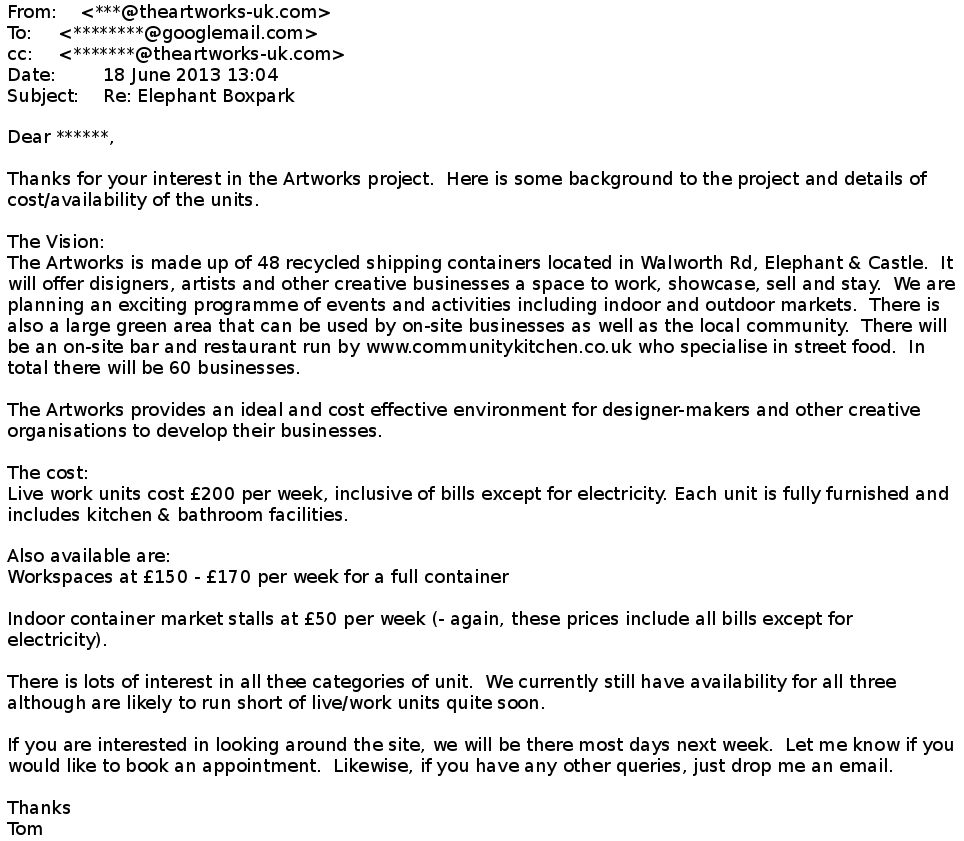 From: <***@theartworks-uk.com>
To: <********@googlemail.com>
cc: <*******@theartworks-uk.com>
Date: 18 June 2013 13:04
Subject: Re: Elephant Boxpark
Dear ******,
Thanks for your interest in the Artworks project. Here is some background to the project and details of
cost/availability of the units.
The Vision:
The Artworks is made up of 48 recycled shipping containers located in Walworth Rd, Elephant & Castle. It
will offer disigners, artists and other creative businesses a space to work, showcase, sell and stay. We are
planning an exciting programme of events and activities including indoor and outdoor markets. There is
also a large green area that can be used by on-site businesses as well as the local community. There will
be an on-site bar and restaurant run by www.communitykitchen.co.uk who specialise in street food. In
total there will be 60 businesses.
The Artworks provides an ideal and cost effective environment for designer-makers and other creative
organisations to develop their businesses.
The cost:
Live work units cost £200 per week, inclusive of bills except for electricity. Each unit is fully furnished and
includes kitchen & bathroom facilities.
Also available are:
Workspaces at £150 - £170 per week for a full container
Indoor container market stalls at £50 per week (- again, these prices include all bills except for
electricity).
There is lots of interest in all thee categories of unit. We currently still have availability for all three
although are likely to run short of live/work units quite soon.
If you are interested in looking around the site, we will be there most days next week. Let me know if you
would like to book an appointment. Likewise, if you have any other queries, just drop me an email.
Thanks
Tom